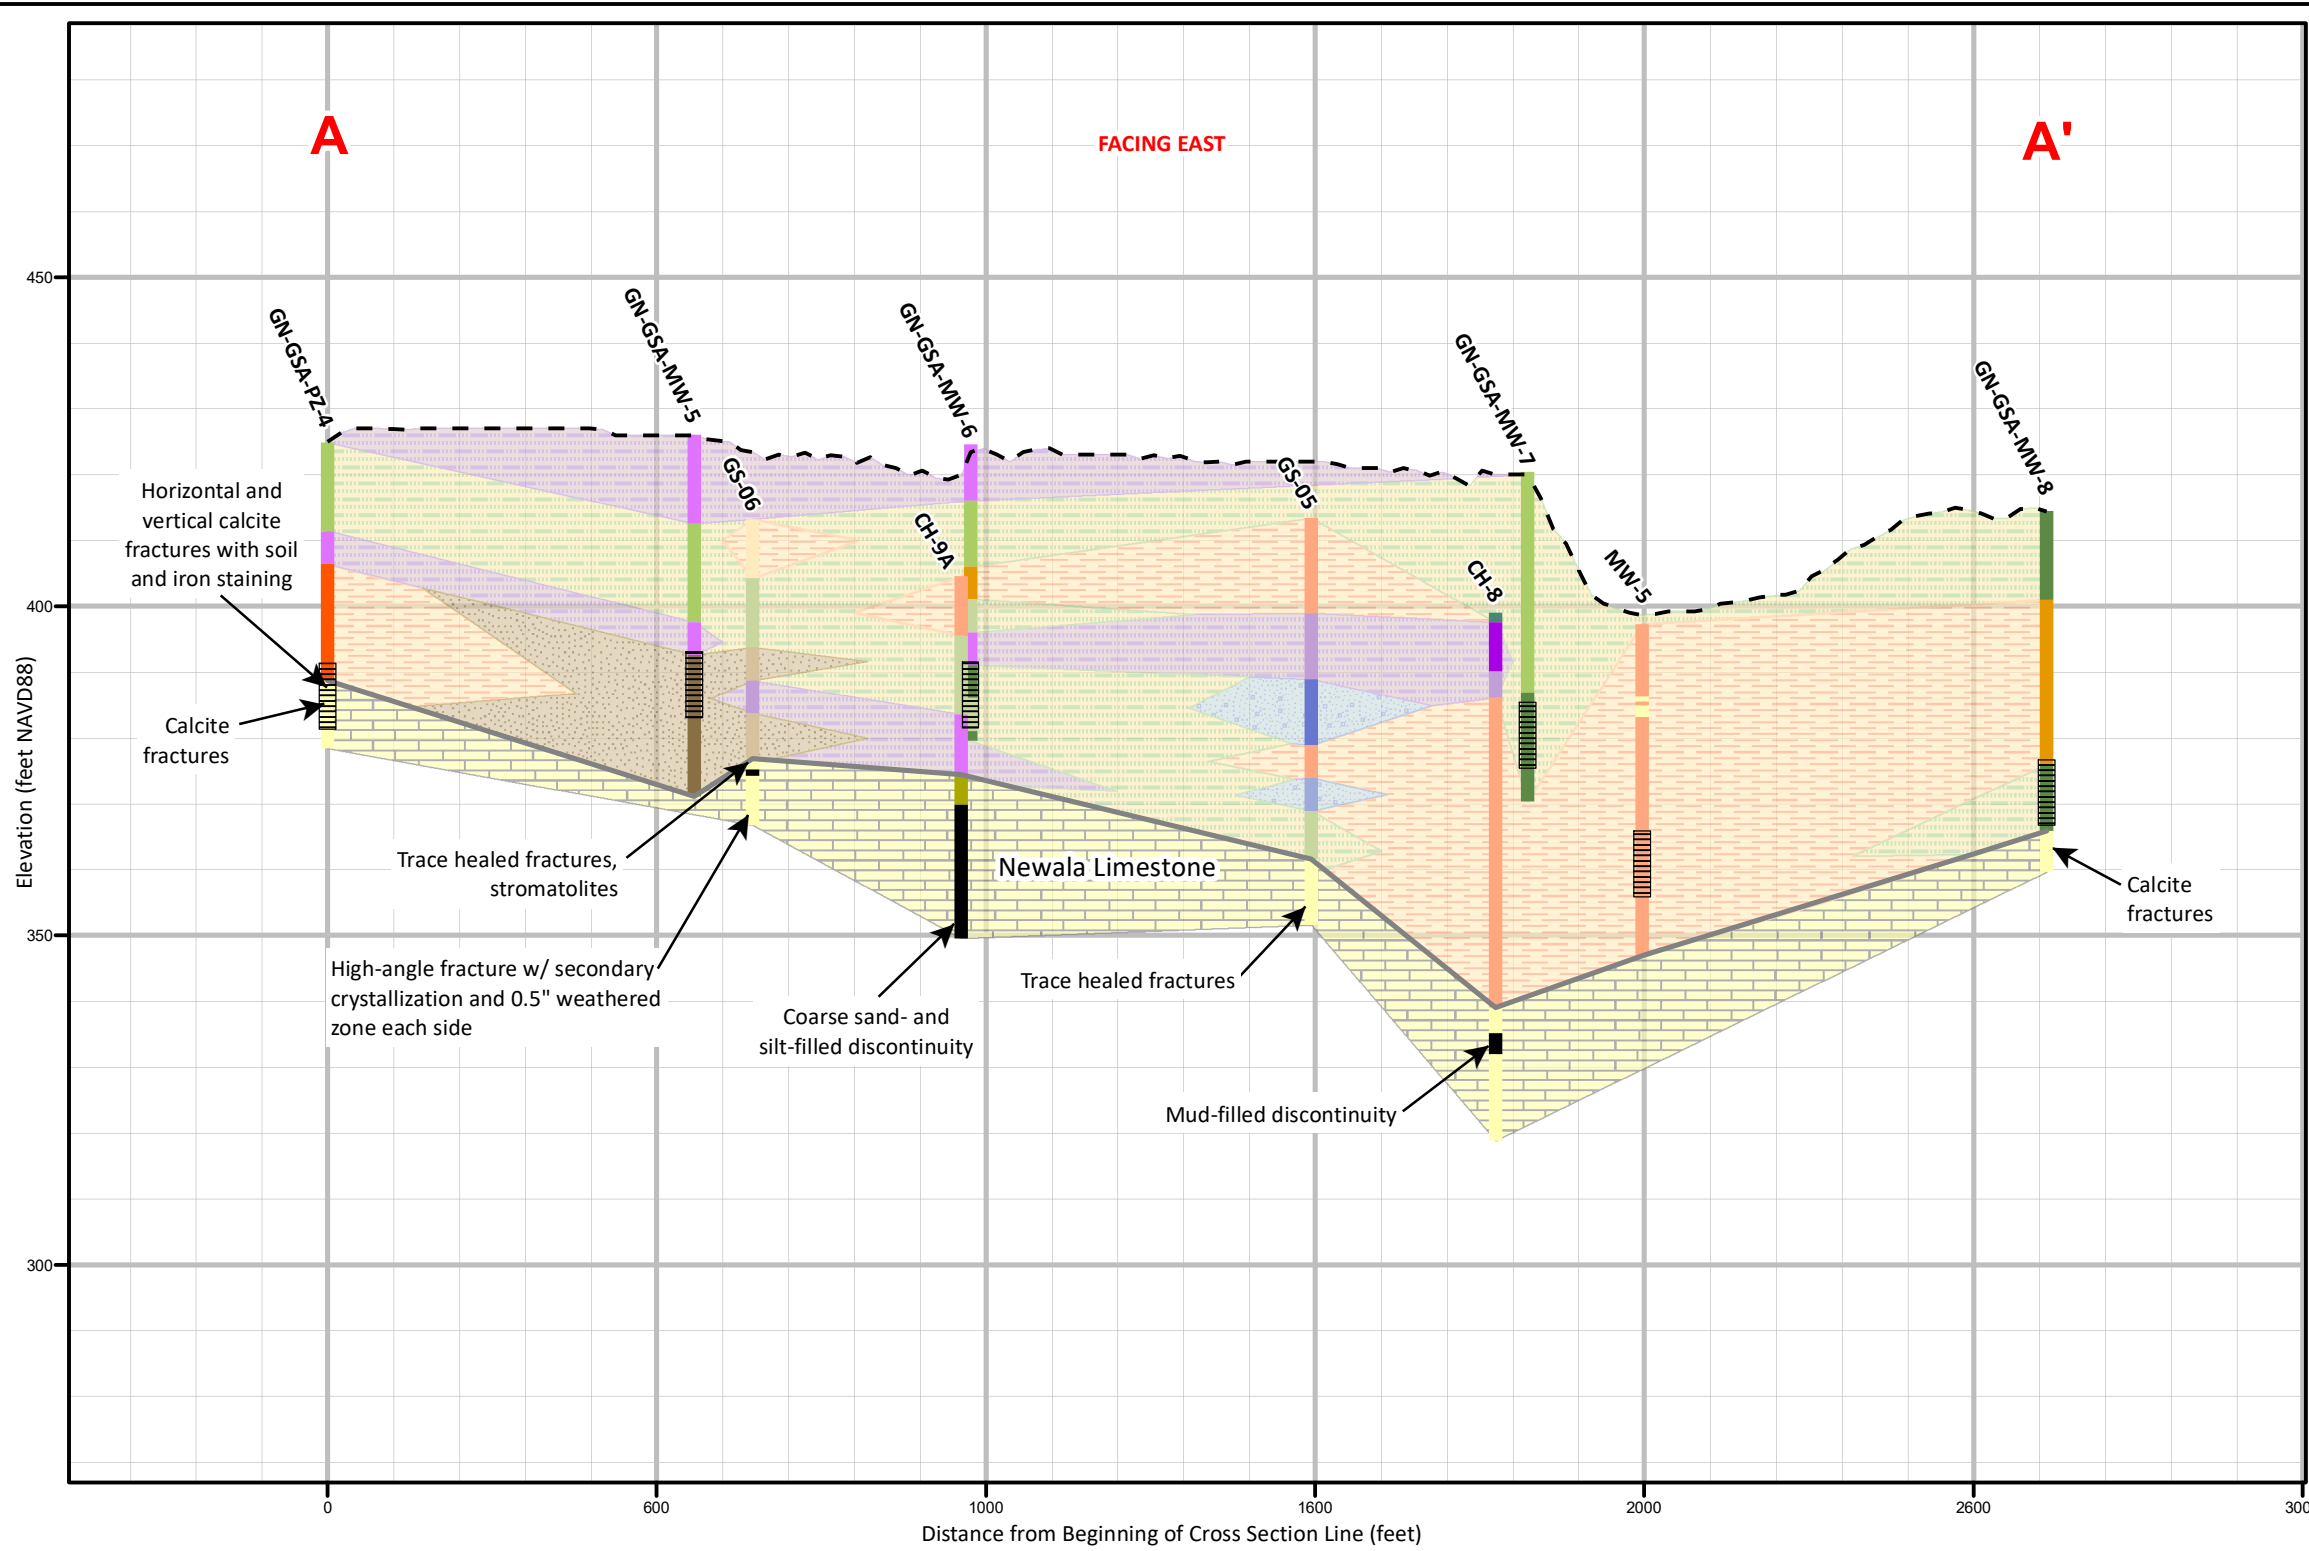 A
FACING EAST
A'
450
400
350
300
Elevation (feet NAVD88)
GN-GSA-PZ-4
GN-GSA-MW-5
GS-06
GN-GSA-MW-6
CH-9A
GS-05
GN-GSA-MW-7
CH-8
MW-5
GN-GSA-MW-8
Horizontal and
vertical calcite
fractures with soil
and iron staining
Calcite
fractures
Trace healed fractures,
stromatolites
High-angle fracture w/ secondary
crystallization and 0.5" weathered
zone each side
Coarse sand- and
silt-filled discontinuity
Newala Limestone
Trace healed fractures
Mud-filled discontinuity
Calcite
fractures
0
600
1000
1600
2000
2600
300
Distance from Beginning of Cross Section Line (feet)